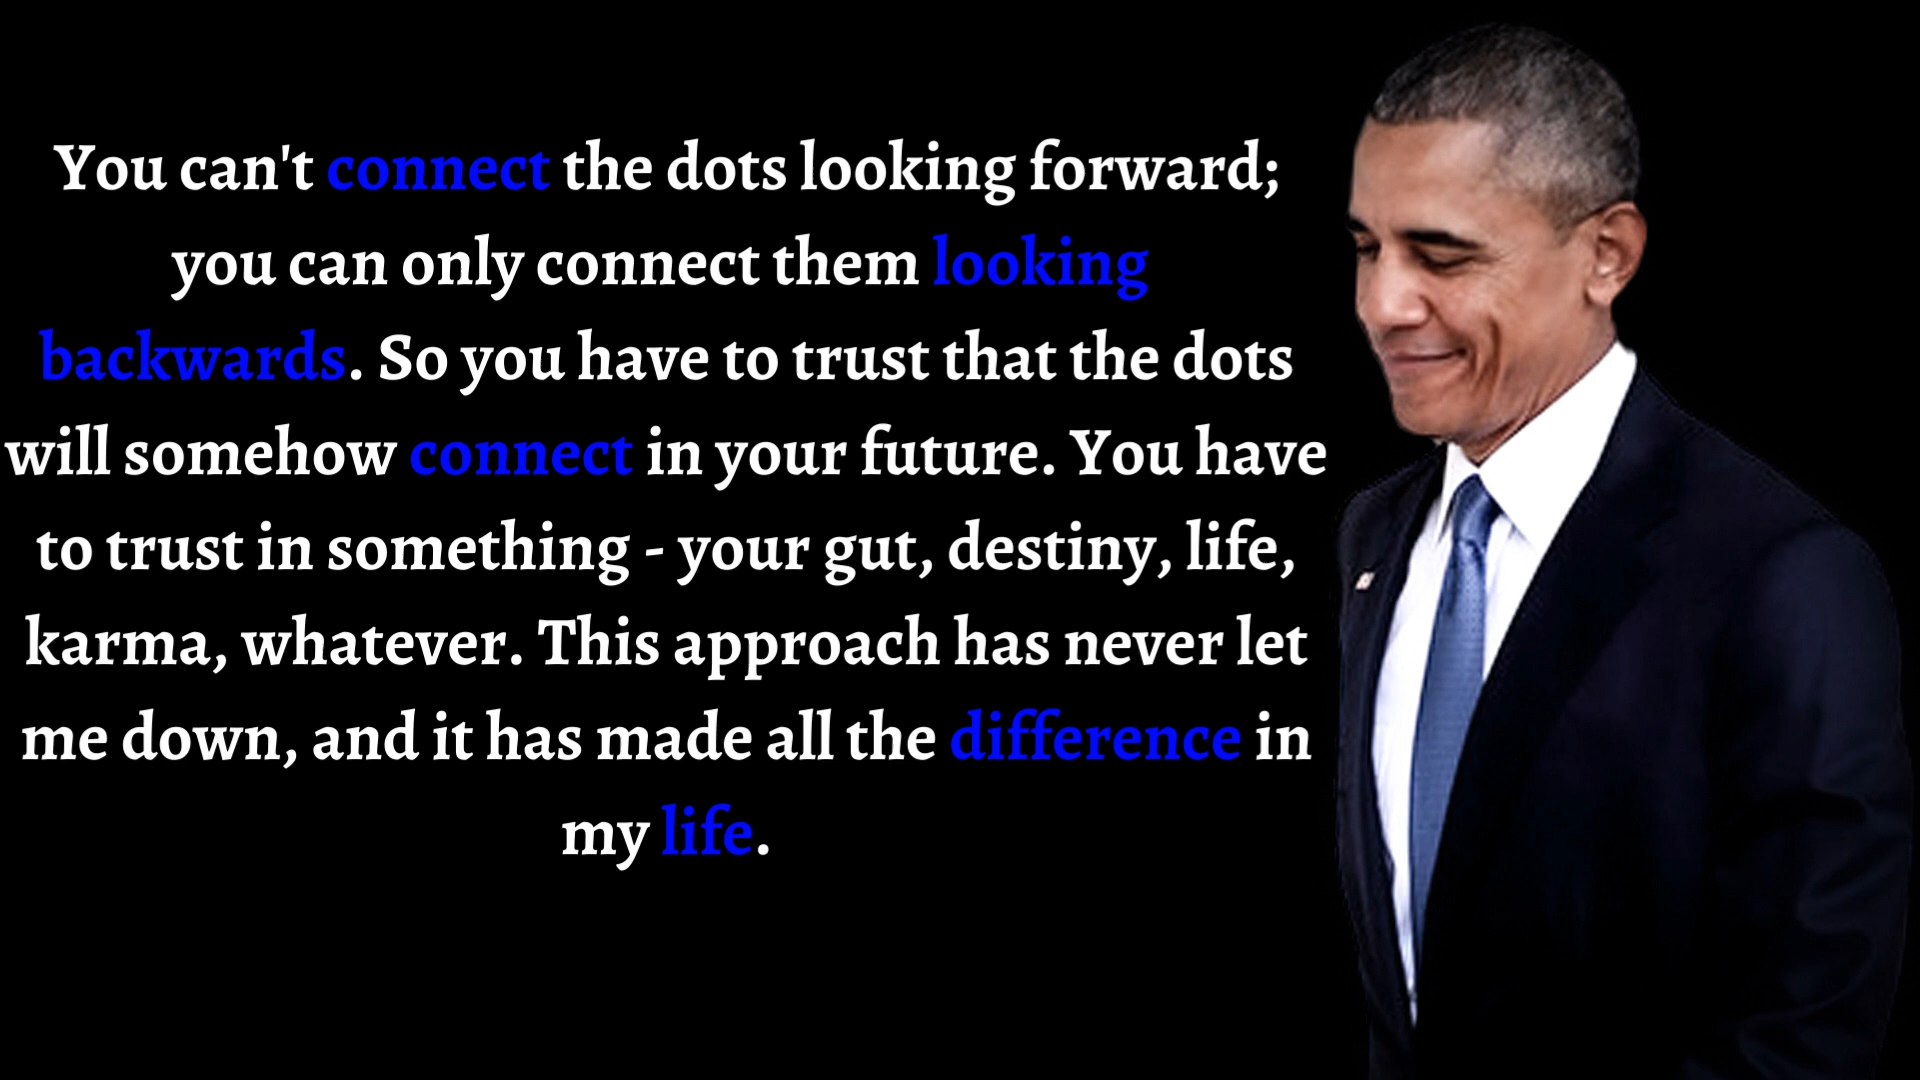 You can't connect the dots looking forward;
you can only connect them looking
backwards. So you have to trust that the dots
will somehow connect in your future. You have
to trust in something - your gut, destiny, life,
karma, whatever. This approach has never let
me down, and it has made all the difference in
my life.